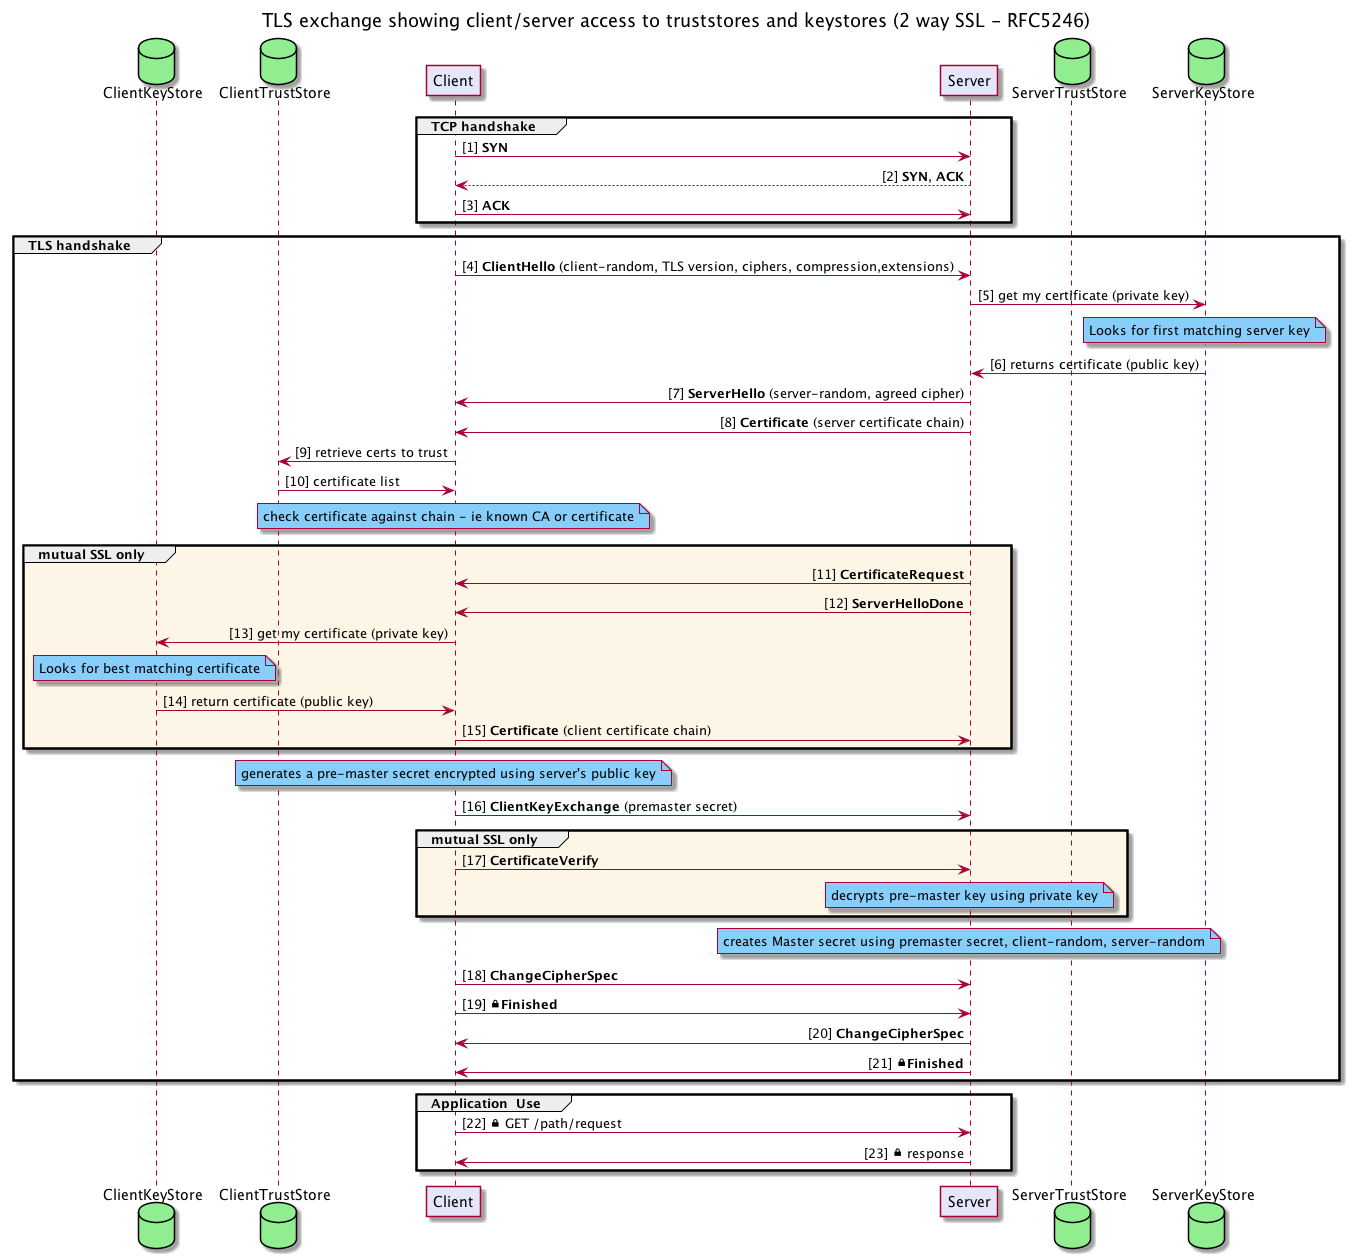 TLS exchange showing client/server access to truststores and keystores (2 way SSL - RFC5246)
ClientKeyStore
ClientTrustStore
Client
Server
ServerTrustStore
ServerKeyStore
TCP handshake
[1] SYN
[2] SYN, ACK
[3] ACK
TLS handshake
[4] ClientHello (client-random, TLS version, ciphers, compression,extensions)
[5] get my certificate (private key)
Looks for first matching server key
[6] returns certificate (public key)
[7] ServerHello (server-random, agreed cipher)
[8] Certificate (server certificate chain)
[9] retrieve certs to trust
[10] certificate list
check certificate against chain - ie known CA or certificate
mutual SSL only
[11] CertificateRequest
[12] ServerHelloDone
[13] get my certificate (private key)
Looks for best matching certificate
[14] return certificate (public key)
[15] Certificate (client certificate chain)
generates a pre-master secret encrypted using server's public key
[16] ClientKeyExchange (premaster secret)
mutual SSL only
[17] CertificateVerify
decrypts pre-master key using private key
creates Master secret using premaster secret, client-random, server-random
[18] ChangeCipherSpec
[19] Finished
[20] ChangeCipherSpec
[21] Finished
Application Use
[22] GET /path/request
[23] response
ClientKeyStore
ClientTrustStore
Client
Server
ServerTrustStore
ServerKeyStore